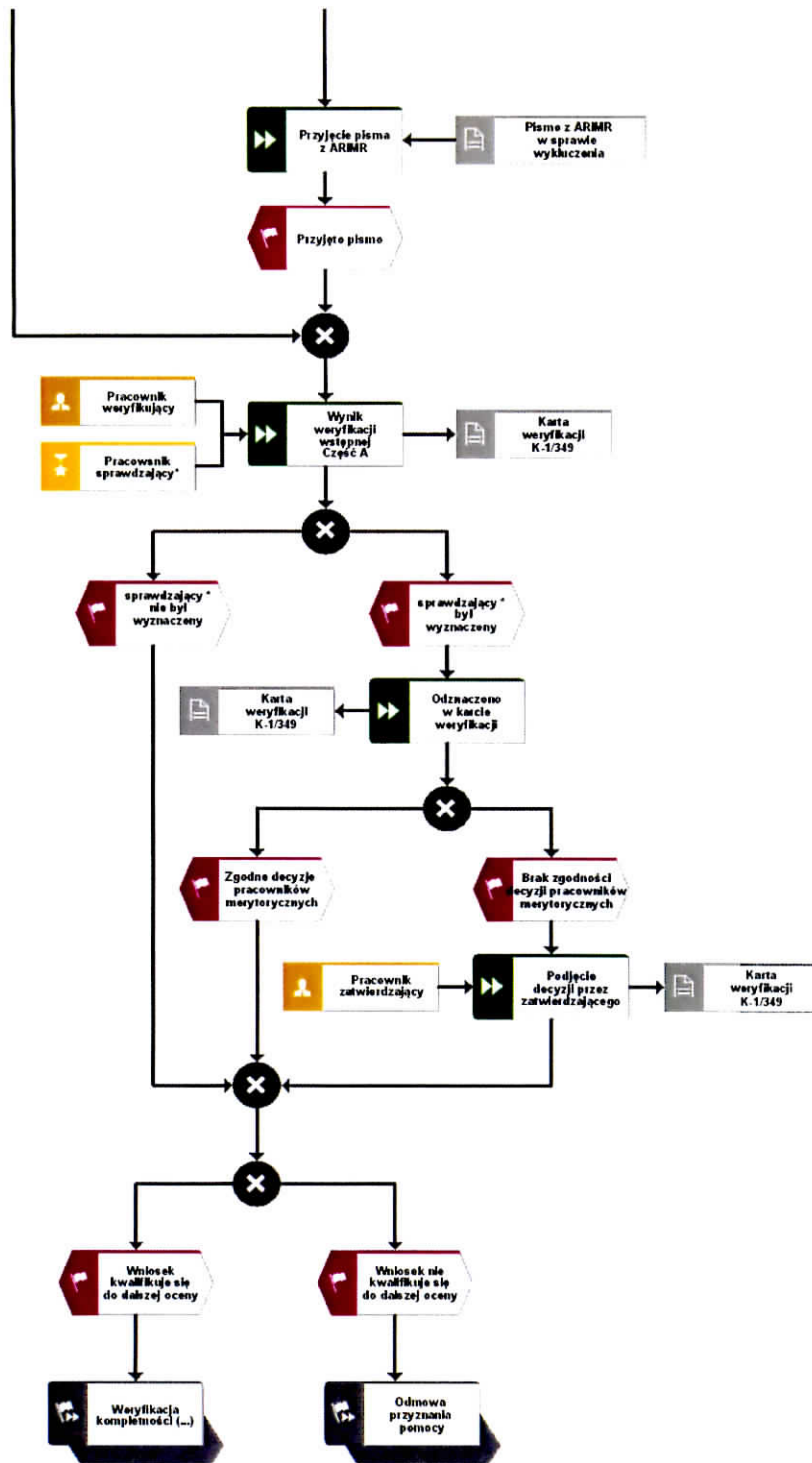 Przyjęcie pisma
z ARIMR
Pismo z ARIMR
w sprawie
wykluczenia
Przyjęto pismo
Pracownik
weryfikujący
Pracowsnik
sprawdzający*
Wynik
weryfikacji
wstępnej
Część A
Karta
weryfikacji
K-1/349
sprawdzający *
nie był
wyznaczony
sprawdzający *
był
wyznaczony
Karta
weryfikacji
K-1/349
Odznaczono
w karcie
weryfikacji
Zgodne decyzje
pracowników
merytorycznych
Brak zgodności
decyzji pracowników
merytorycznych
Pracownik
zatwierdzający
Podjęcie
decyzji przez
zatwierdzającego
Karta
weryfikacji
K-1/349
Wniosek
kwalifikuje się
do dalszej oceny
Wniosek nie
kwalifikuje się
do dalszej oceny
Weryfikacja
kompletności (...)
Odmowa
przyznania
pomocy